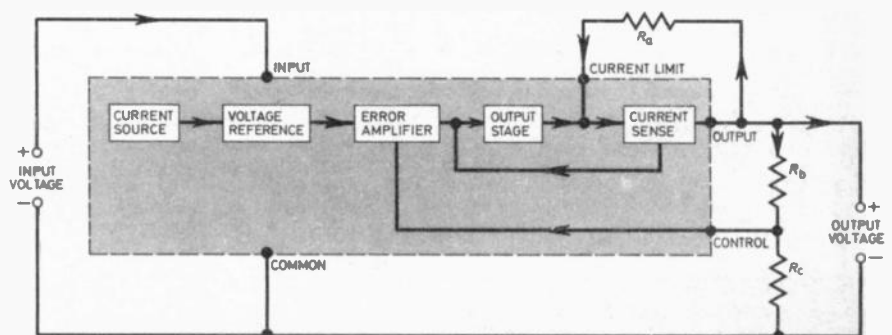 Ra
INPUT
CURRENT LIMIT
CURRENT
SOURCE
VOLTAGE
REFERENCE
ERROR
AMPLIFIER
OUTPUT
STAGE
CURRENT
SENSE
OUTPUT
+
INPUT
VOLTAGE
−
Rb
CONTROL
+
OUTPUT
VOLTAGE
−
COMMON
Rc